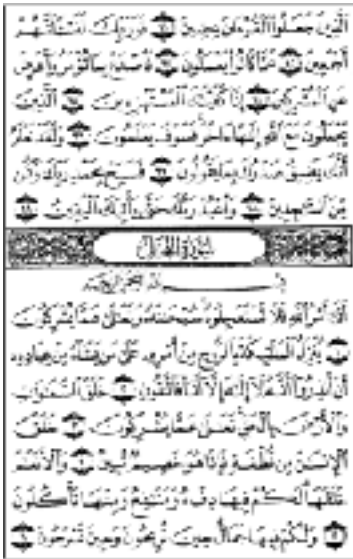 الذين جعلوا القرءان عضين فوربك لنسءلنهم
أجمعين عما كانوا يعملون فاصدع بما تؤمر وأعرض
عن المشركين إنا كفينك المستهزءين الذين
يجعلون مع الله إلها ءاخر فسوف يعلمون ولقد نعلم
أنك يضيق صدرك بما يقولون فسبح بحمد ربك وكن
من السجدين واعبد ربك حتى يأتيك اليقين
سورة النحل
بسم الله الرحمن الرحيم
أتى أمر الله فلا تستعجلوه سبحنه وتعلى عما يشركون
ينزل الملئكة بالروح من أمره على من يشاء من عباده
أن أنذروا أنه لا إله إلا أنا فاتقون خلق السموت
والأرض بالحق تعلى عما يشركون خلق
الإنسن من نطفة فإذا هو خصيم مبين والأنعم
خلقها لكم فيها دفء ومنفع ومنها تأكلون
ولكم فيها جمال حين تريحون وحين تسرحون